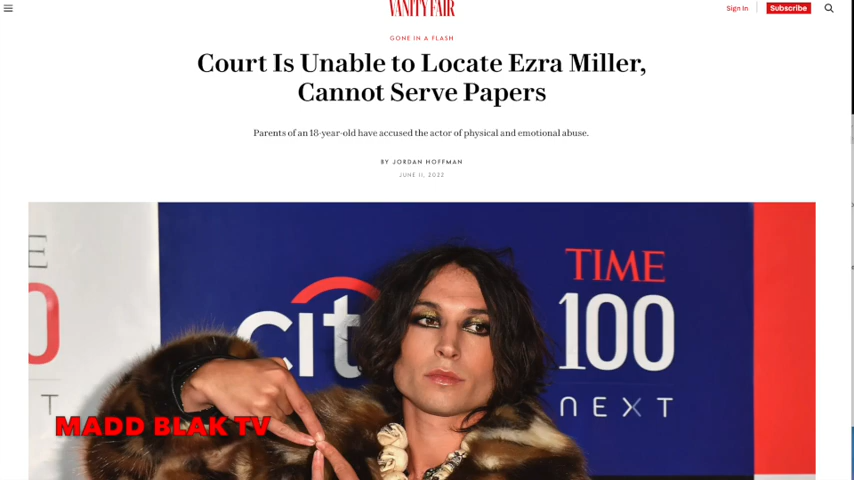 VANITY FAIR
Sign In
Subscribe
GONE IN A FLASH
Court Is Unable to Locate Ezra Miller,
Cannot Serve Papers
Parents of an 18-year-old have accused the actor of physical and emotional abuse.
BY JORDAN HOFFMAN
JUNE 11, 2022
TIME
100
NEXT
citi
MADD BLAK TV